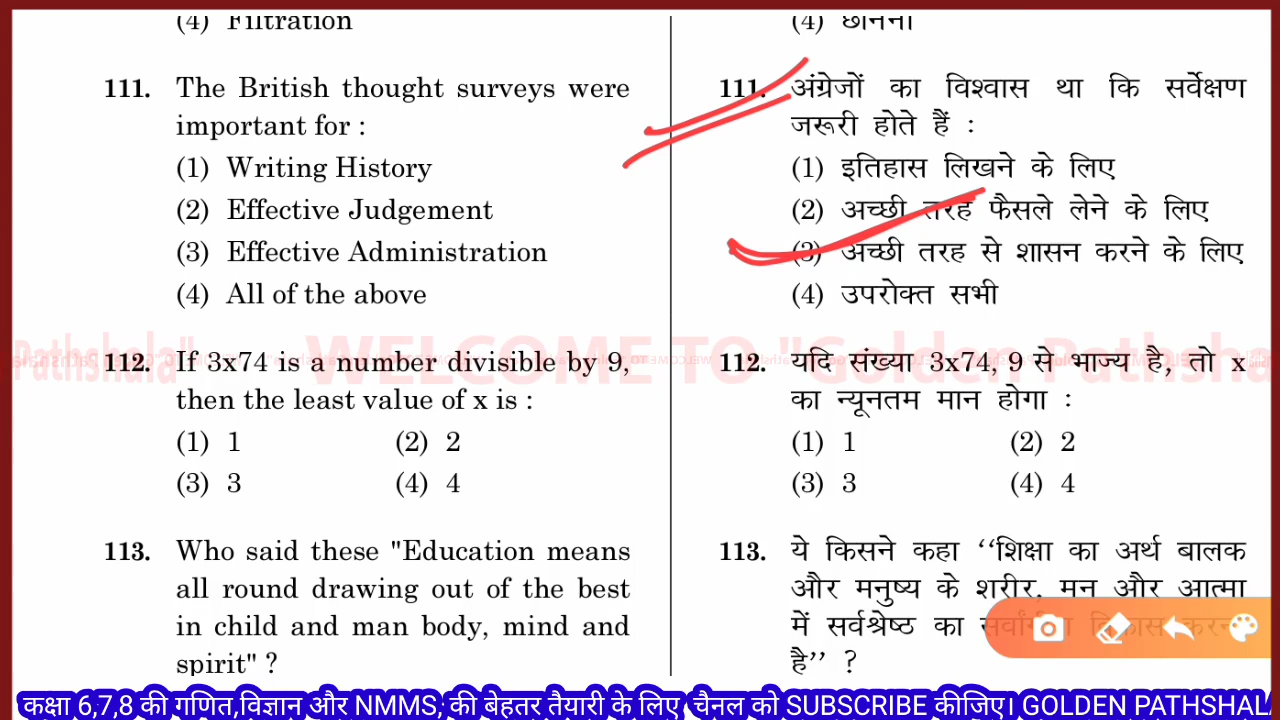 (4) Filtration
111. The British thought surveys were
important for :
(1) Writing History
(2) Effective Judgement
(3) Effective Administration
(4) All of the above
112. If 3x74 is a number divisible by 9,
then the least value of x is :
(1) 1 (2) 2
(3) 3 (4) 4
113. Who said these "Education means
all round drawing out of the best
in child and man body, mind and
spirit" ?
(4) छानना
111. अंग्रेजों का विश्वास था कि सर्वेक्षण
जरूरी होते हैं :
(1) इतिहास लिखने के लिए
(2) अच्छी तरह फैसले लेने के लिए
(3) अच्छी तरह से शासन करने के लिए
(4) उपरोक्त सभी
112. यदि संख्या 3x74, 9 से भाज्य है, तो x
का न्यूनतम मान होगा :
(1) 1 (2) 2
(3) 3 (4) 4
113. ये किसने कहा ‘‘शिक्षा का अर्थ बालक
और मनुष्य के शरीर, मन और आत्मा
में सर्वश्रेष्ठ का
है’’ ?
Pathshala" WELCOME TO "Golden Pathsha
कक्षा 6,7,8 की गणित,विज्ञान और NMMS, की बेहतर तैयारी के लिए चैनल को SUBSCRIBE कीजिए। GOLDEN PATHSHAL